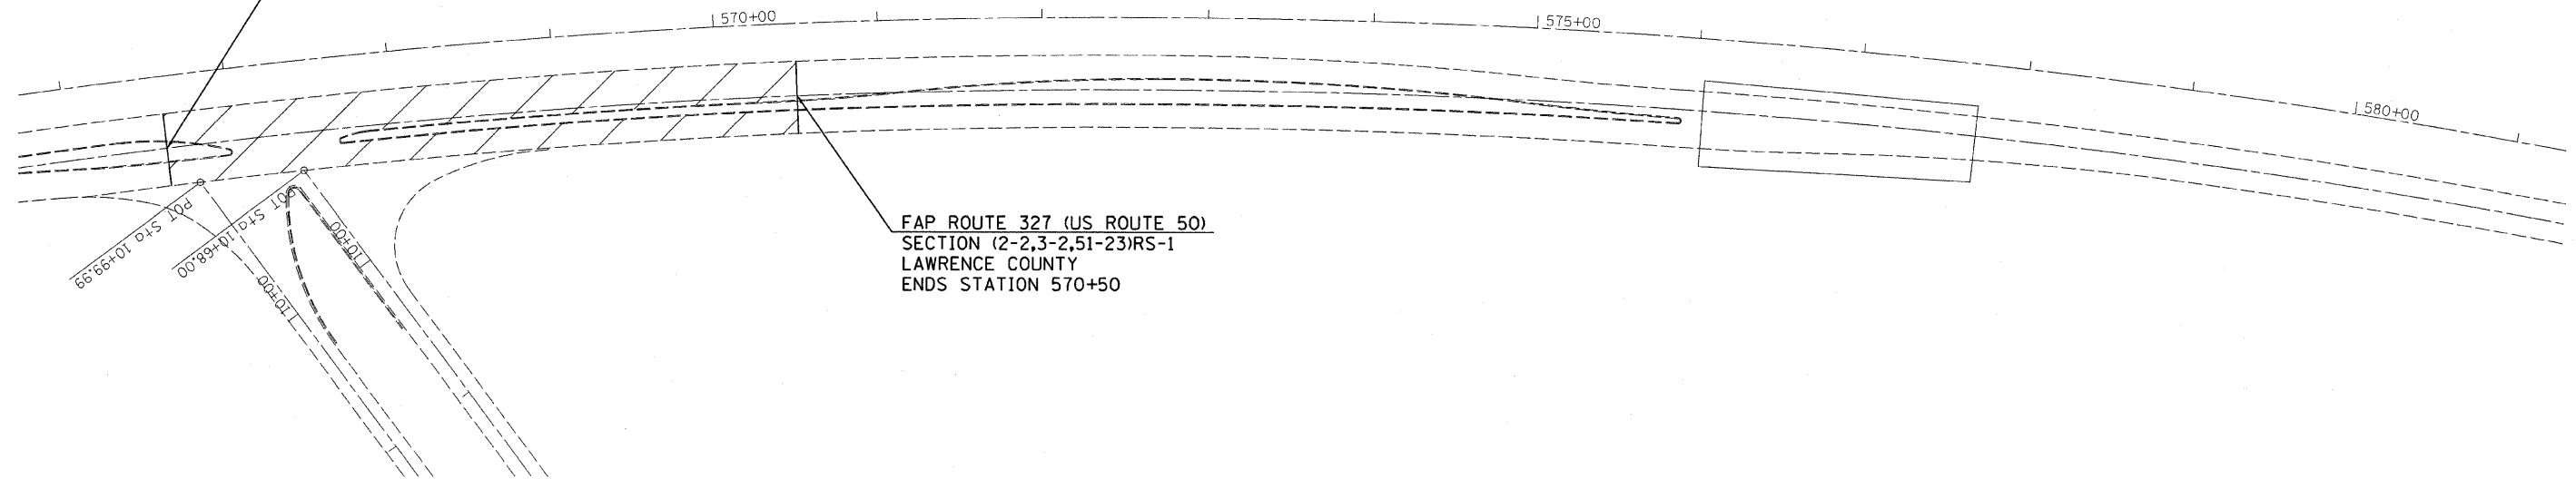 570+00
575+00
580+00
POT Sta 10+99.99
POT Sta 10+68.00
10+00
10+00
FAP ROUTE 327 (US ROUTE 50)
SECTION (2-2,3-2,51-23)RS-1
LAWRENCE COUNTY
ENDS STATION 570+50